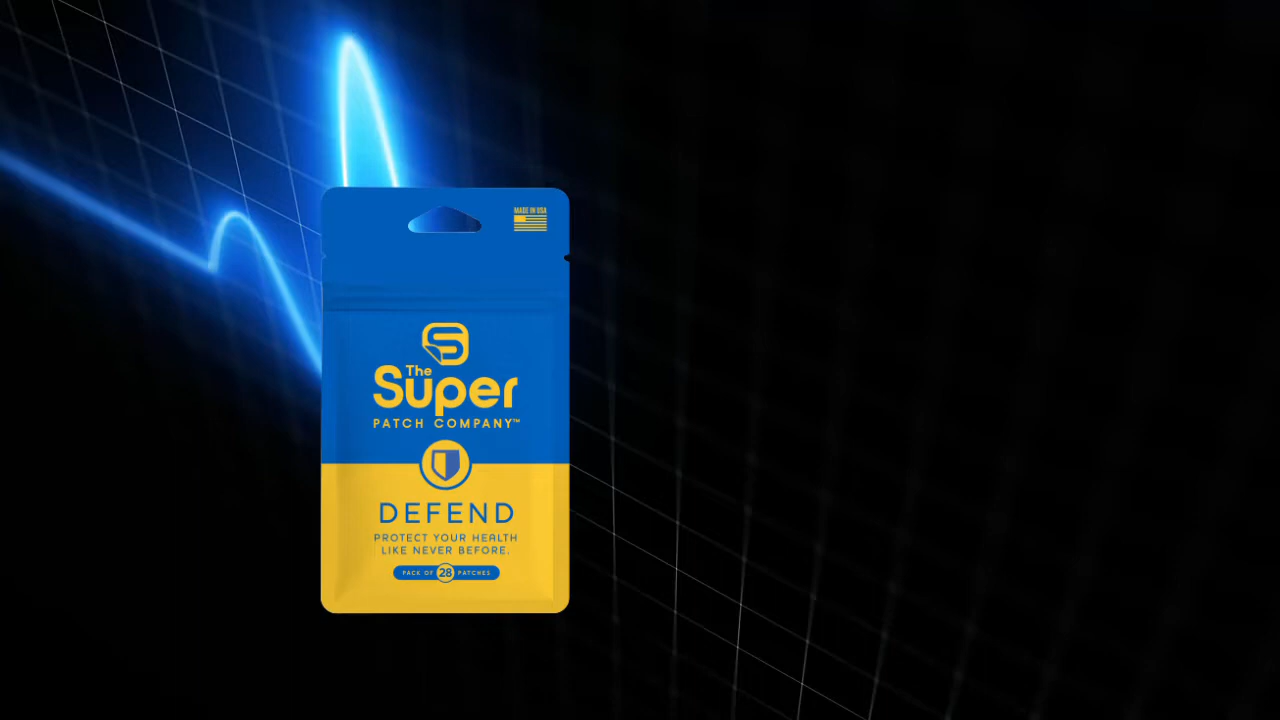 MADE IN USA
The
Super
PATCH COMPANY™
DEFEND
PROTECT YOUR HEALTH
LIKE NEVER BEFORE.
PACK OF 28 PATCHES